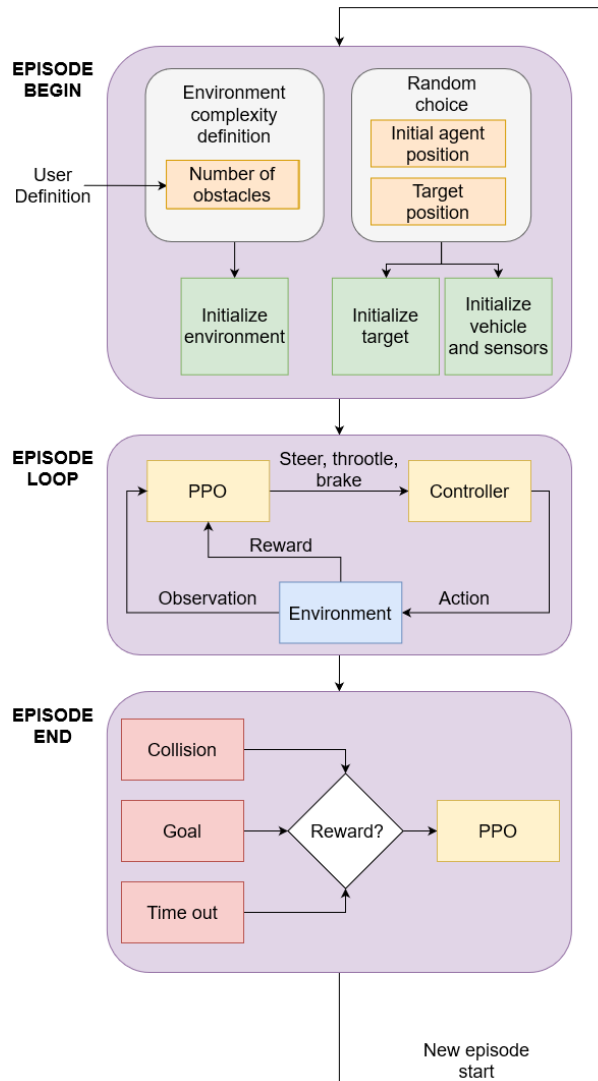 EPISODE
BEGIN
Environment
complexity
definition
Number of
obstacles
Random
choice
Initial agent
position
Target
position
User
Definition
Initialize
environment
Initialize
target
Initialize
vehicle
and sensors
EPISODE
LOOP
PPO
Steer, throotle,
brake
Controller
Reward
Observation
Environment
Action
EPISODE
END
Collision
Goal
Time out
Reward?
PPO
New episode
start